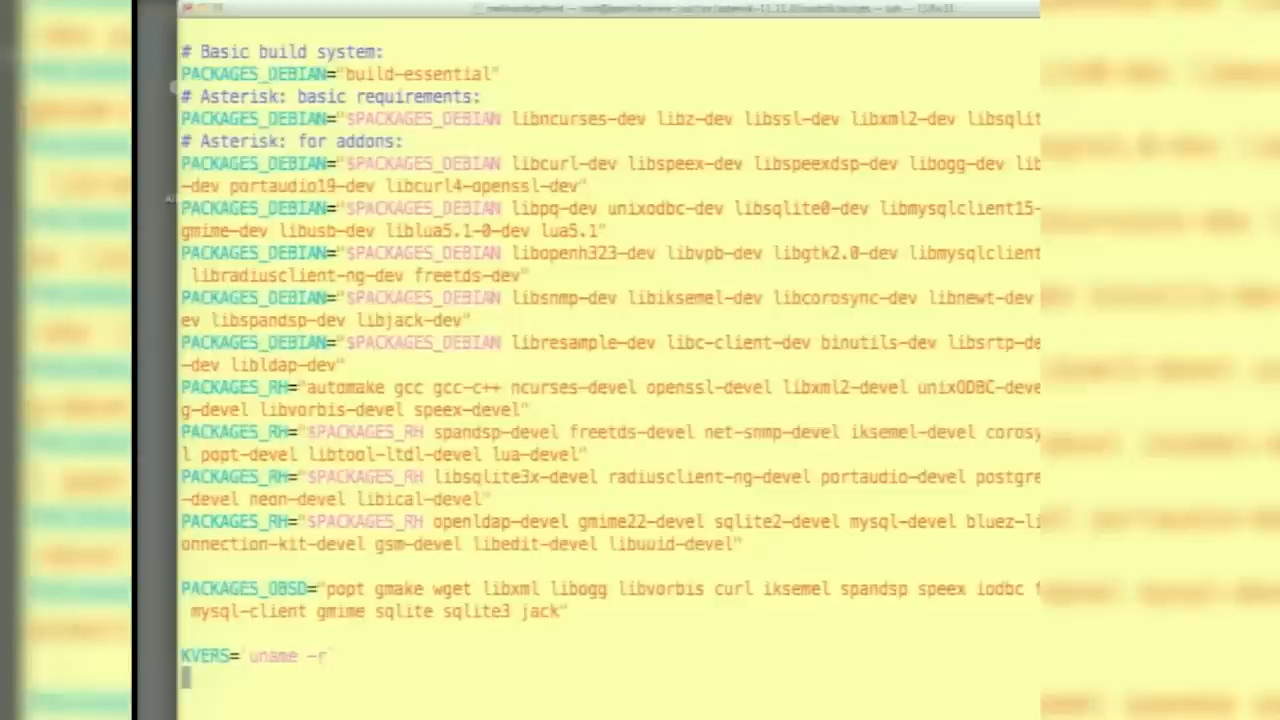 # Basic build system:
PACKAGES_DEBIAN="build-essential"
# Asterisk: basic requirements:
PACKAGES_DEBIAN="$PACKAGES_DEBIAN libncurses-dev libz-dev libssl-dev libxml2-dev libsqlit
# Asterisk: for addons:
PACKAGES_DEBIAN="$PACKAGES_DEBIAN libcurl-dev libspeex-dev libspeexdsp-dev libogg-dev lib
-dev portaudio19-dev libcurl4-openssl-dev"
PACKAGES_DEBIAN="$PACKAGES_DEBIAN libpq-dev unixodbc-dev libsqlite0-dev libmysqlclient15-
gmime-dev libusb-dev liblua5.1-0-dev lua5.1"
PACKAGES_DEBIAN="$PACKAGES_DEBIAN libopenh323-dev libvpb-dev libgtk2.0-dev libmysqlclient
libradiusclient-ng-dev freetds-dev"
PACKAGES_DEBIAN="$PACKAGES_DEBIAN libsnmp-dev libiksemel-dev libcorosync-dev libnewt-dev
ev libspandsp-dev libjack-dev"
PACKAGES_DEBIAN="$PACKAGES_DEBIAN libresample-dev libc-client-dev binutils-dev libsrtp-de
-dev libldap-dev"
PACKAGES_RH="automake gcc gcc-c++ ncurses-devel openssl-devel libxml2-devel unixODBC-deve
g-devel libvorbis-devel speex-devel"
PACKAGES_RH="$PACKAGES_RH spandsp-devel freetds-devel net-snmp-devel iksemel-devel corosy
l popt-devel libtool-ltdl-devel lua-devel"
PACKAGES_RH="$PACKAGES_RH libsqlite3x-devel radiusclient-ng-devel portaudio-devel postgre
-devel neon-devel libical-devel"
PACKAGES_RH="$PACKAGES_RH openldap-devel gmime22-devel sqlite2-devel mysql-devel bluez-li
onnection-kit-devel gsm-devel libedit-devel libuuid-devel"
PACKAGES_OBSD="popt gmake wget libxml libogg libvorbis curl iksemel spandsp speex iodbc f
mysql-client gmime sqlite sqlite3 jack"
KVERS=`uname -r`